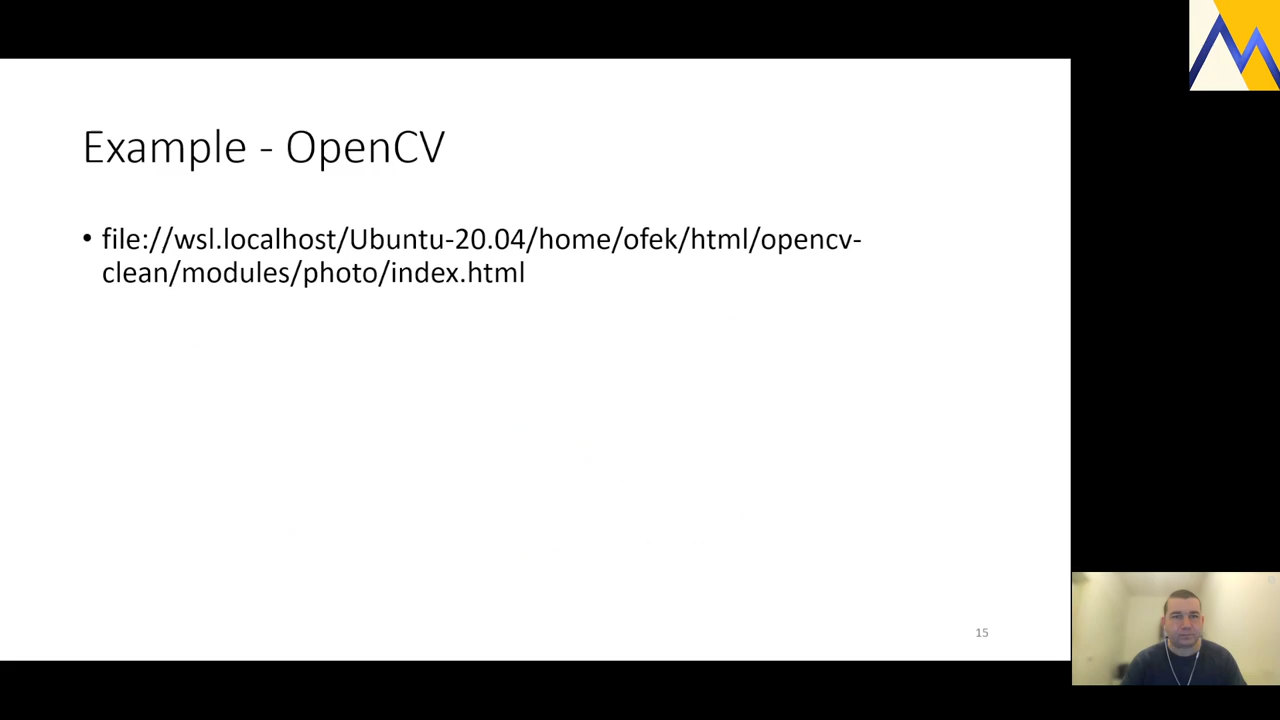 Example - OpenCV
• file://wsl.localhost/Ubuntu-20.04/home/ofek/html/opencv-
clean/modules/photo/index.html
15